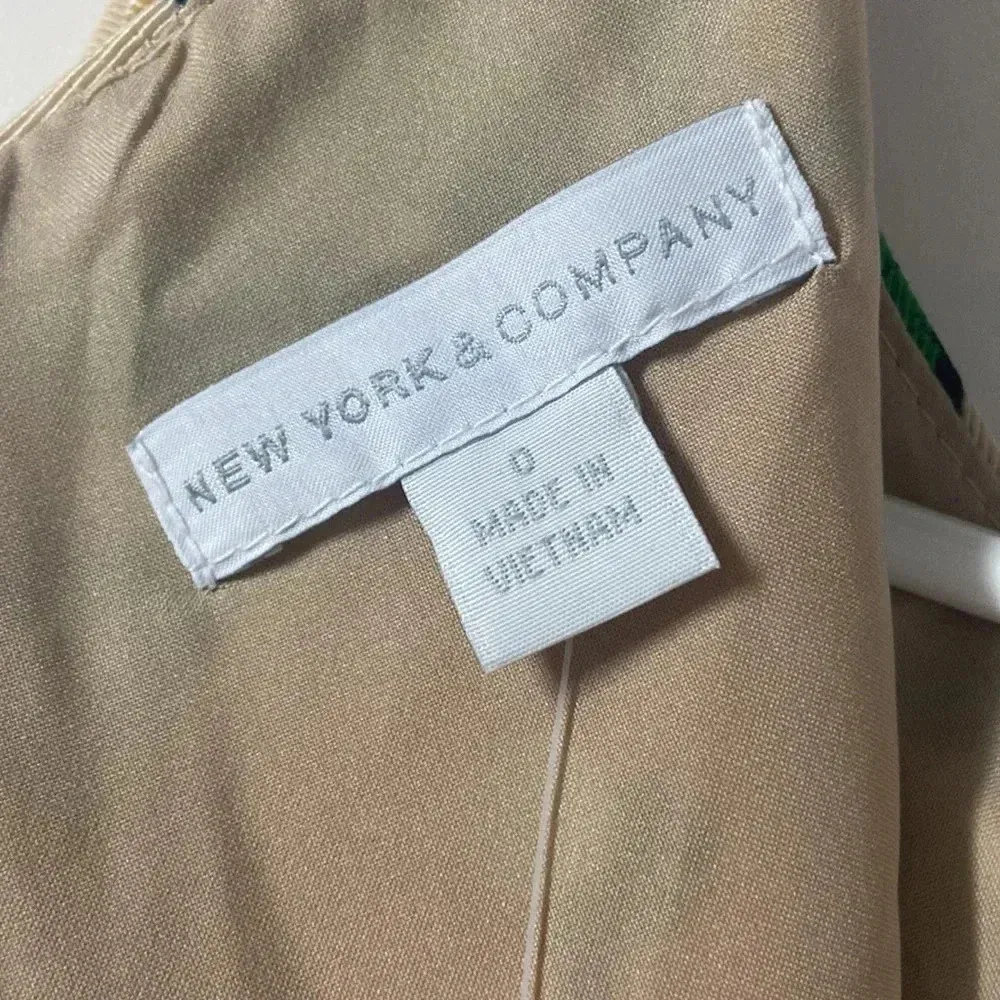 NEW YORK & COMPANY
0
MADE IN
VIETNAM